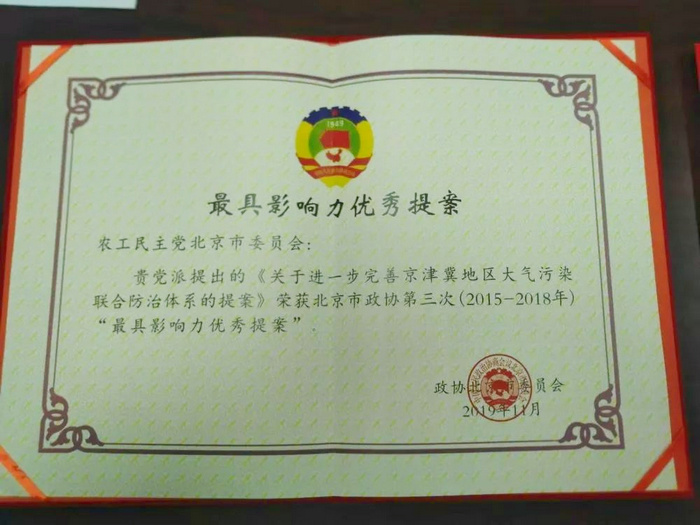 1949
最具影响力优秀提案
农工民主党北京市委员会：
贵党派提出的《关于进一步完善京津冀地区大气污染
联合防治体系的提案》荣获北京市政协第三次(2015-2018年)
“最具影响力优秀提案”.
政协北京市委员会
2019年11月